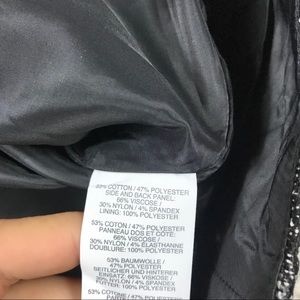 53% COTTON / 47% POLYESTER
SIDE AND BACK PANEL:
66% VISCOSE /
30% NYLON / 4% SPANDEX
LINING: 100% POLYESTER
53% COTON / 47% POLYESTER
PANNEAU DOS ET COTE:
66% VISCOSE /
30% NYLON / 4% ELASTHANNE
DOUBLURE: 100% POLYESTER
53% BAUMWOLLE /
47% POLYESTER
SEITLICHER UND HINTERER
EINSATZ: 66% VISKOSE /
30% NYLON / 4% ELASTHAN
FUTTER: 100% POLYESTER
53% COTONE /
47% POLIESTERE